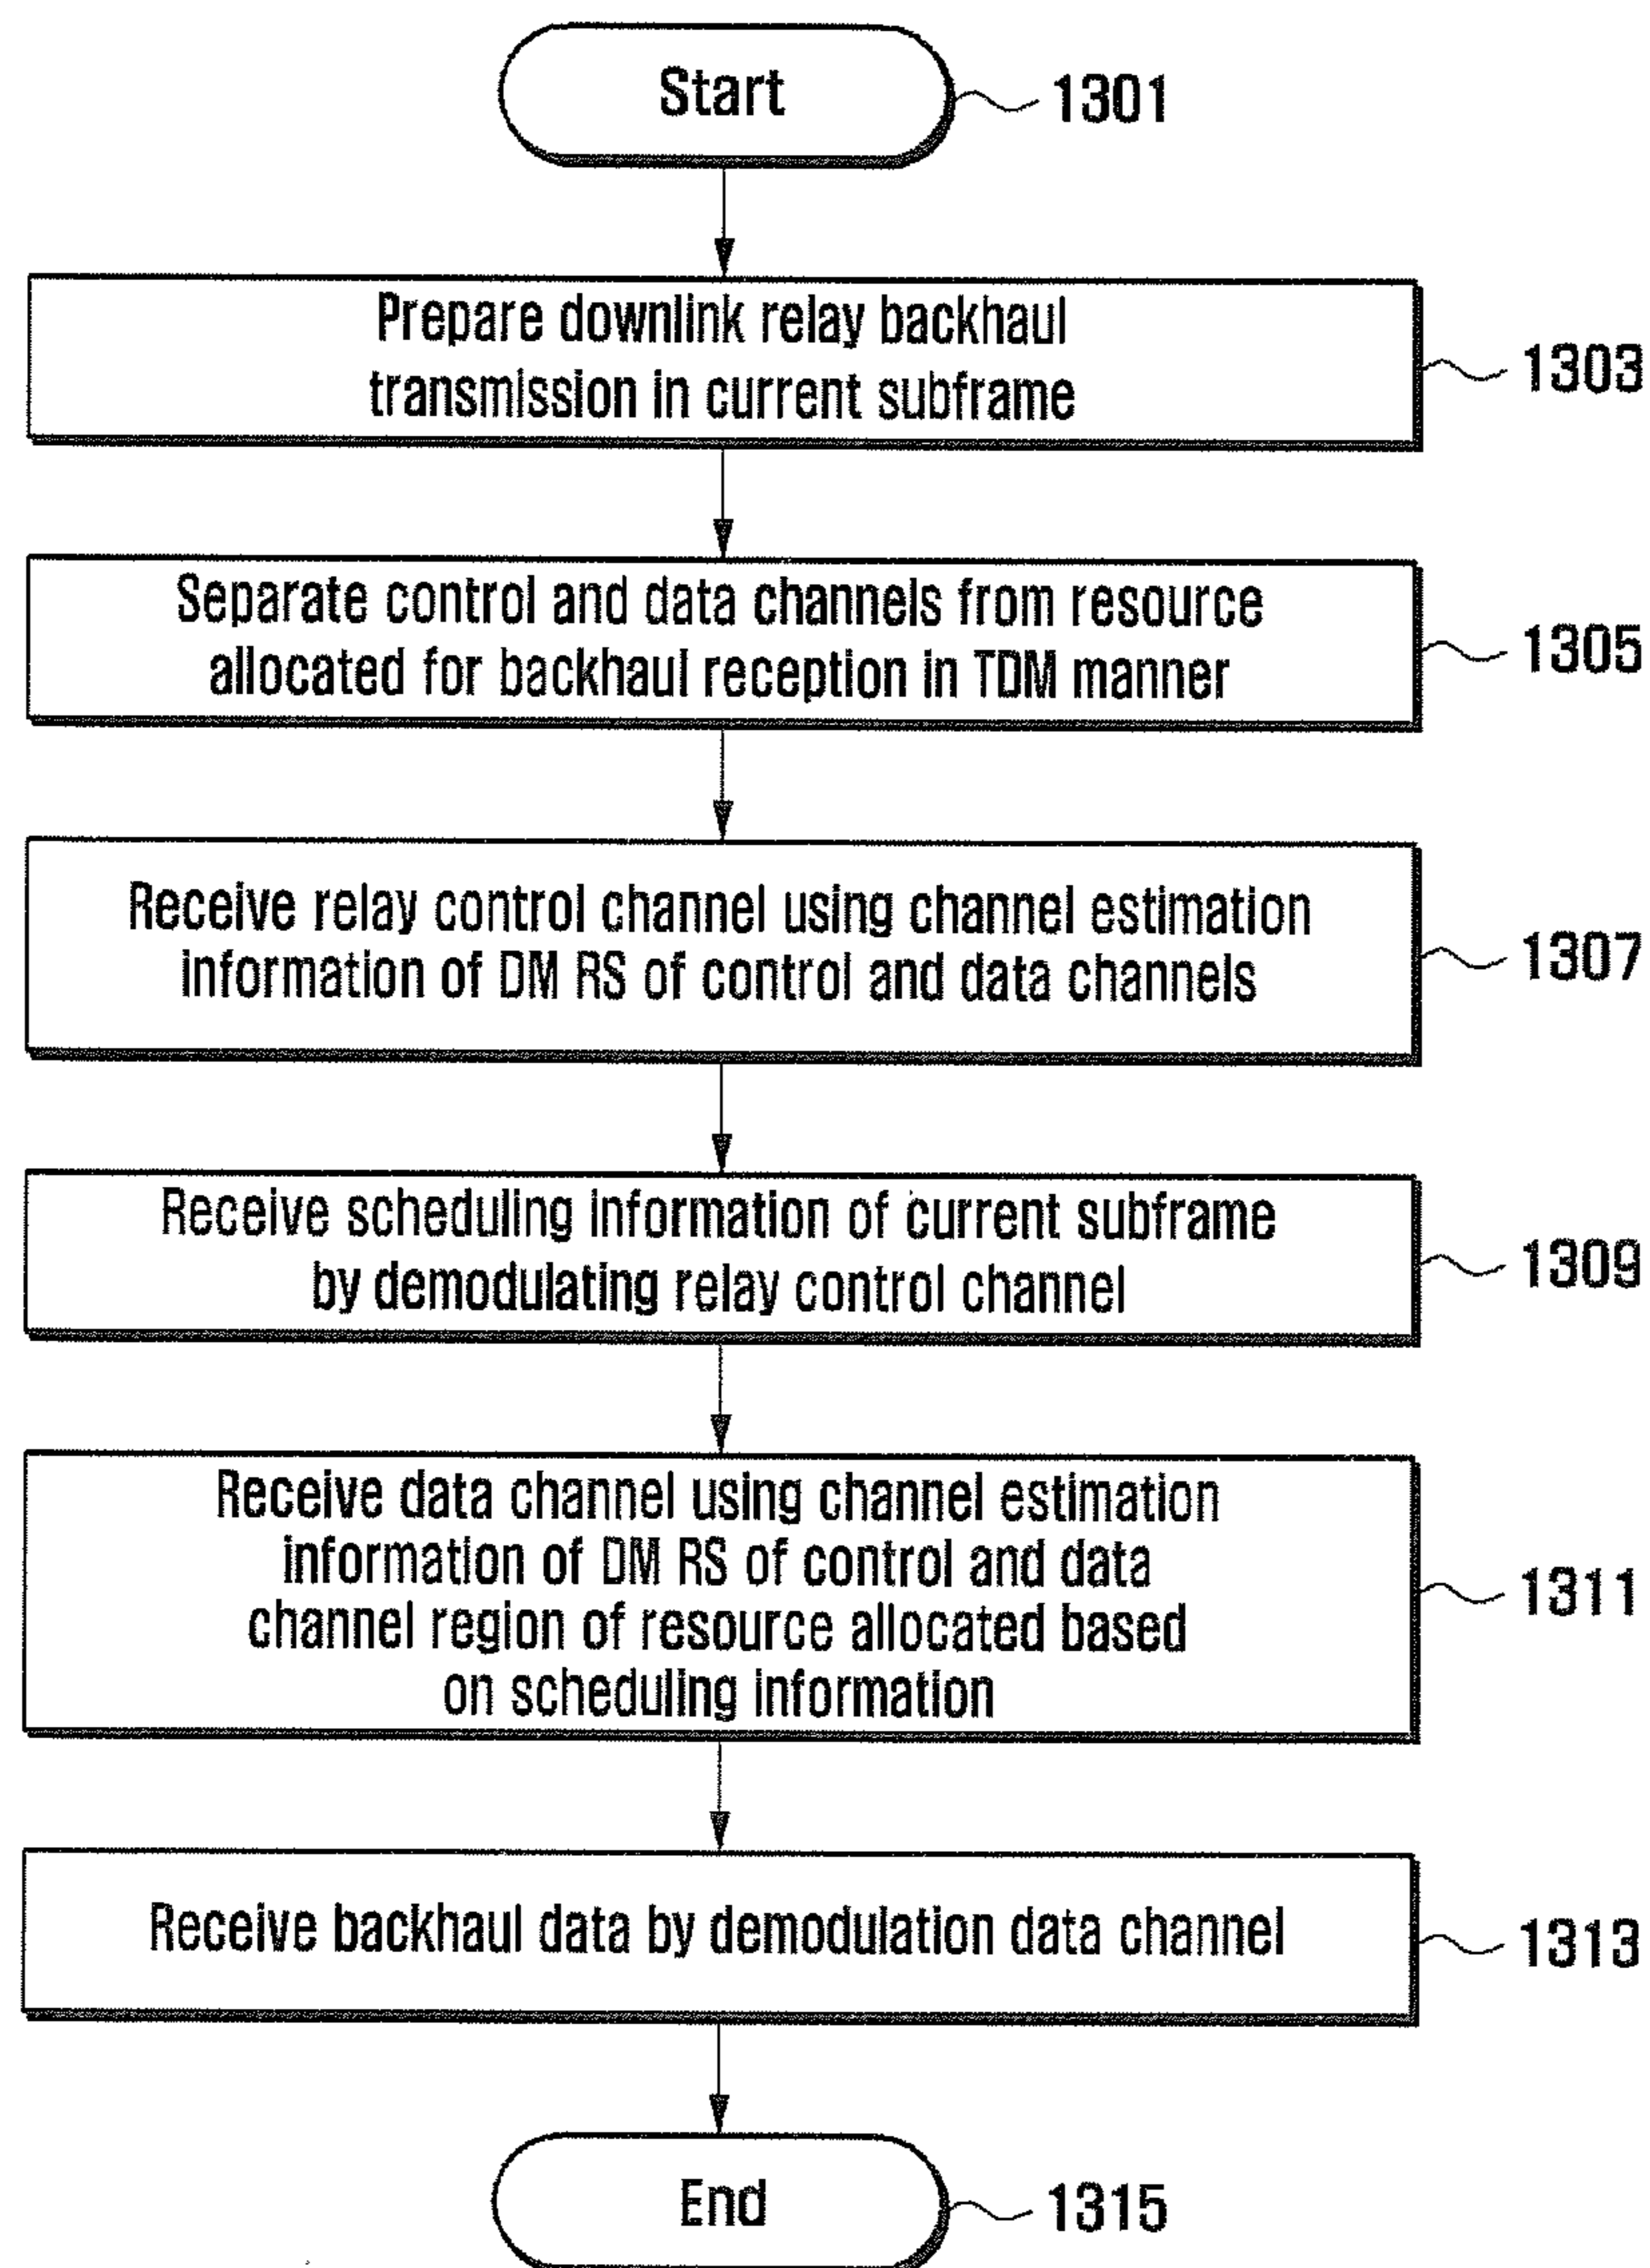 Start
1301
Prepare downlink relay backhaul
transmission in current subframe
1303
Separate control and data channels from resource
allocated for backhaul reception in TDM manner
1305
Receive relay control channel using channel estimation
information of DM RS of control and data channels
1307
Receive scheduling information of current subframe
by demodulating relay control channel
1309
Receive data channel using channel estimation
information of DM RS of control and data
channel region of resource allocated based
on scheduling information
1311
Receive backhaul data by demodulation data channel
1313
End
1315